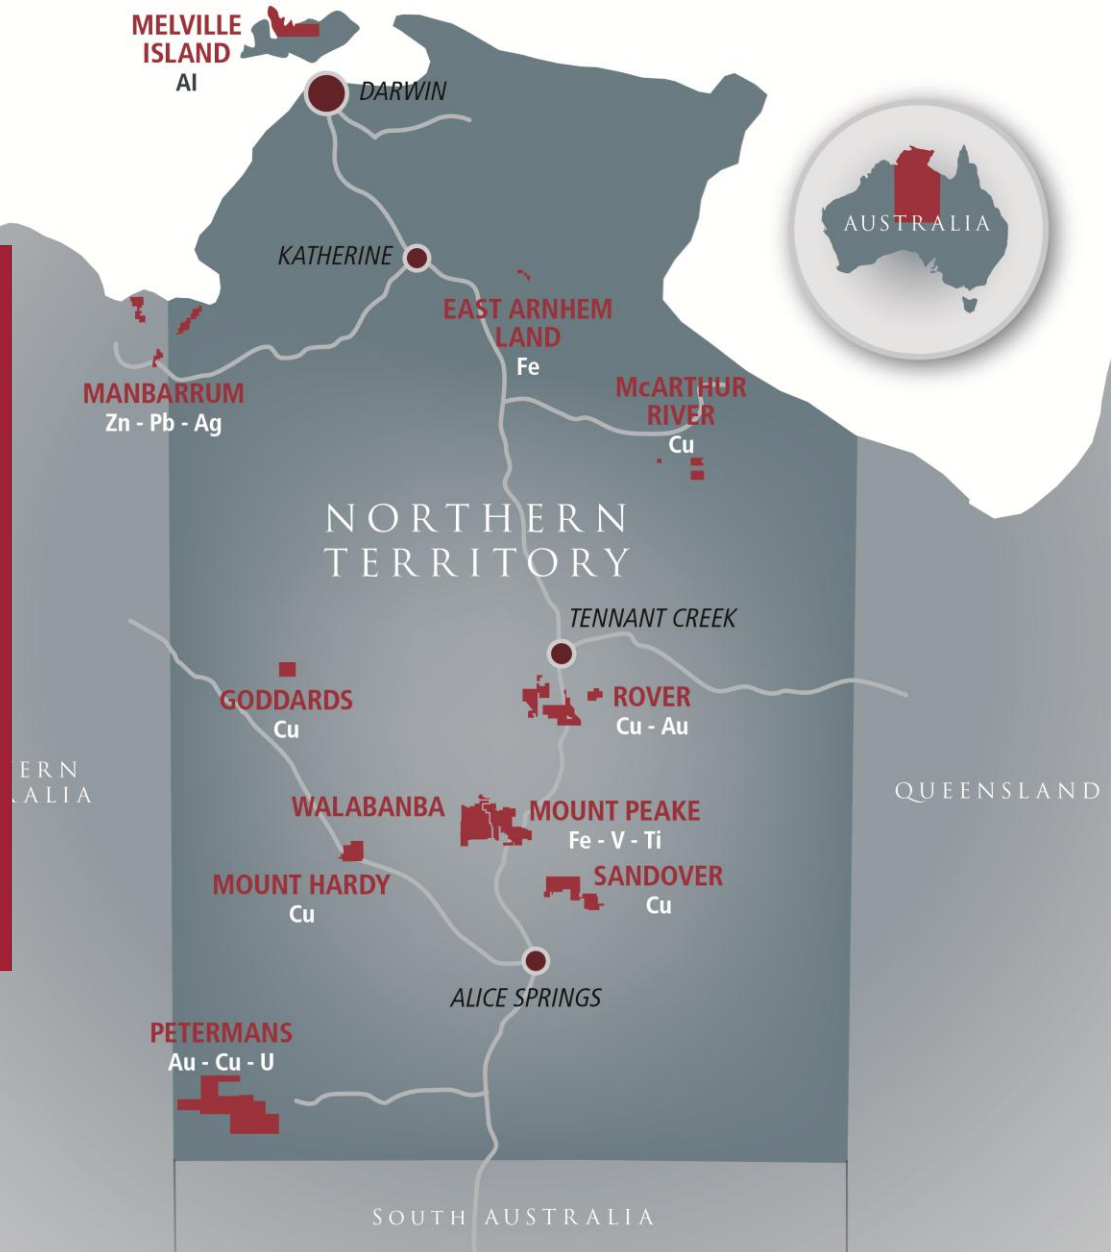 MELVILLE
ISLAND
Al
DARWIN
AUSTRALIA
KATHERINE
EAST ARNHEM
LAND
Fe
MANBARRUM
Zn - Pb - Ag
McARTHUR
RIVER
Cu
NORTHERN
TERRITORY
TENNANT CREEK
GODDARDS
Cu
ROVER
Cu - Au
ERN
ALIA
QUEENSLAND
WALABANBA
MOUNT PEAKE
Fe - V - Ti
MOUNT HARDY
Cu
SANDOVER
Cu
ALICE SPRINGS
PETERMANS
Au - Cu - U
SOUTH AUSTRALIA